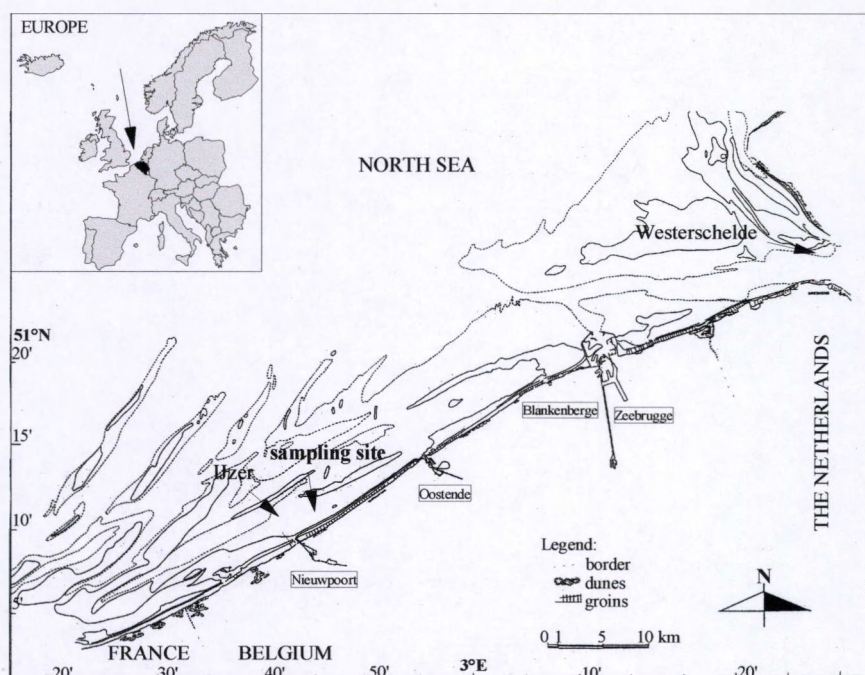 EUROPE
NORTH SEA
Westerschelde
51°N
20'
15'
10'
5'
sampling site
IJzer
Blankenberge
Zeebrugge
Oostende
Nieuwpoort
THE NETHERLANDS
Legend:
border
dunes
groins
N
0 1 5 10 km
FRANCE BELGIUM
20' 30' 40' 50' 3°E 10' 20'